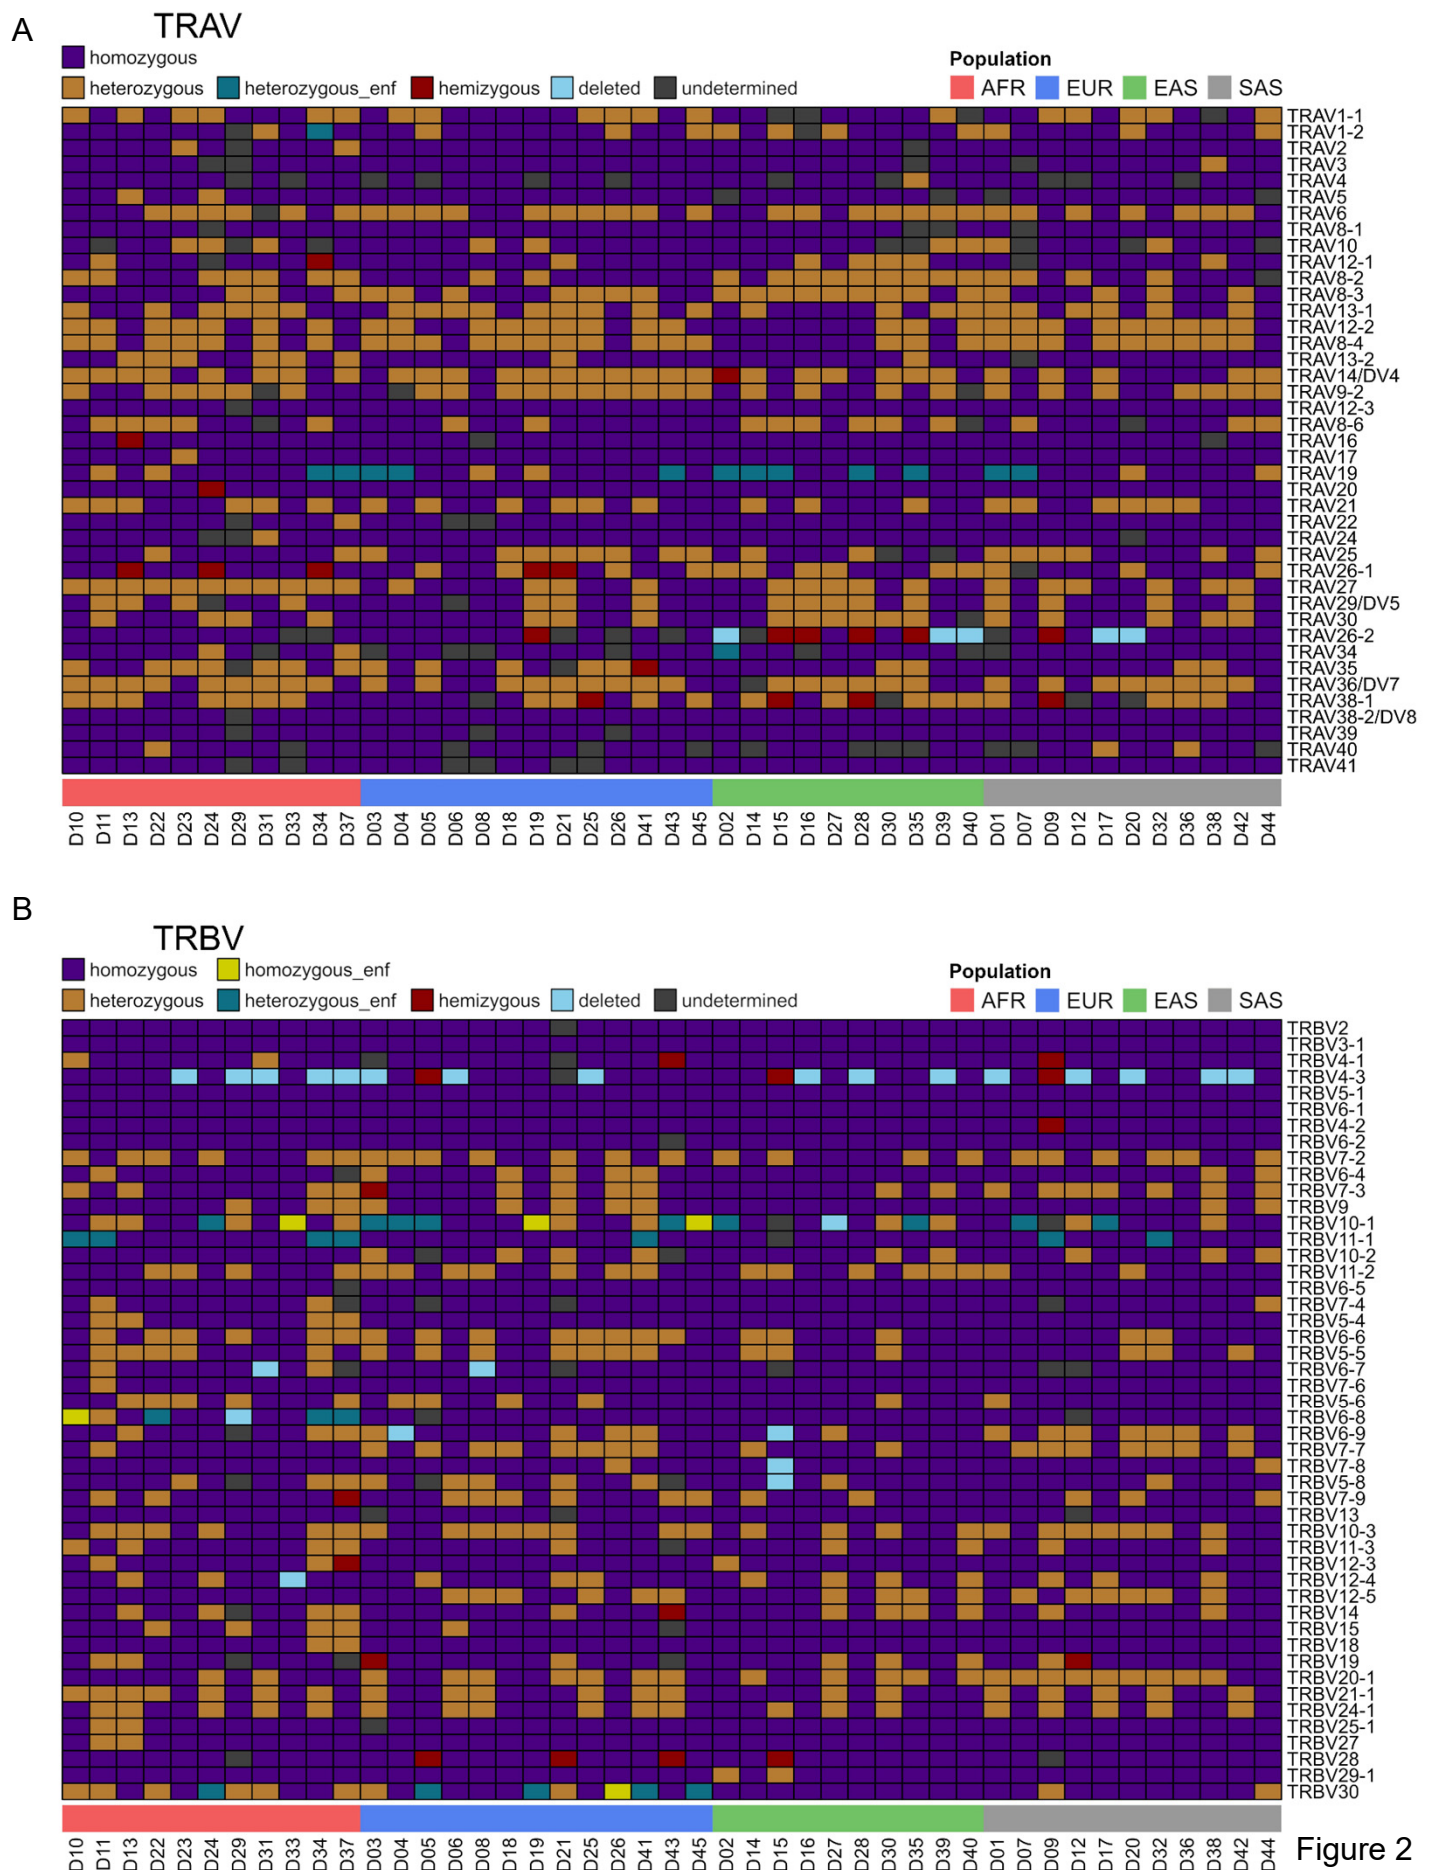 A
TRAV
homozygous
heterozygous heterozygous_enf hemizygous deleted undetermined
Population
AFR EUR EAS SAS
TRAV1-1
TRAV1-2
TRAV2
TRAV3
TRAV4
TRAV5
TRAV6
TRAV8-1
TRAV10
TRAV12-1
TRAV8-2
TRAV8-3
TRAV13-1
TRAV12-2
TRAV8-4
TRAV13-2
TRAV14/DV4
TRAV9-2
TRAV12-3
TRAV8-6
TRAV16
TRAV17
TRAV19
TRAV20
TRAV21
TRAV22
TRAV24
TRAV25
TRAV26-1
TRAV27
TRAV29/DV5
TRAV30
TRAV26-2
TRAV34
TRAV35
TRAV36/DV7
TRAV38-1
TRAV38-2/DV8
TRAV39
TRAV40
TRAV41
D10 D11 D13 D22 D23 D24 D29 D31 D33 D34 D37 D03 D04 D05 D06 D08 D18 D19 D21 D25 D26 D41 D43 D45 D02 D14 D15 D16 D27 D28 D30 D35 D39 D40 D01 D07 D09 D12 D17 D20 D32 D36 D38 D42 D44
B
TRBV
homozygous homozygous_enf
heterozygous heterozygous_enf hemizygous deleted undetermined
Population
AFR EUR EAS SAS
TRBV2
TRBV3-1
TRBV4-1
TRBV4-3
TRBV5-1
TRBV6-1
TRBV4-2
TRBV6-2
TRBV7-2
TRBV6-4
TRBV7-3
TRBV9
TRBV10-1
TRBV11-1
TRBV10-2
TRBV11-2
TRBV6-5
TRBV7-4
TRBV5-4
TRBV6-6
TRBV5-5
TRBV6-7
TRBV7-6
TRBV5-6
TRBV6-8
TRBV6-9
TRBV7-7
TRBV7-8
TRBV5-8
TRBV7-9
TRBV13
TRBV10-3
TRBV11-3
TRBV12-3
TRBV12-4
TRBV12-5
TRBV14
TRBV15
TRBV18
TRBV19
TRBV20-1
TRBV21-1
TRBV24-1
TRBV25-1
TRBV27
TRBV28
TRBV29-1
TRBV30
D10 D11 D13 D22 D23 D24 D29 D31 D33 D34 D37 D03 D04 D05 D06 D08 D18 D19 D21 D25 D26 D41 D43 D45 D02 D14 D15 D16 D27 D28 D30 D35 D39 D40 D01 D07 D09 D12 D17 D20 D32 D36 D38 D42 D44
Figure 2